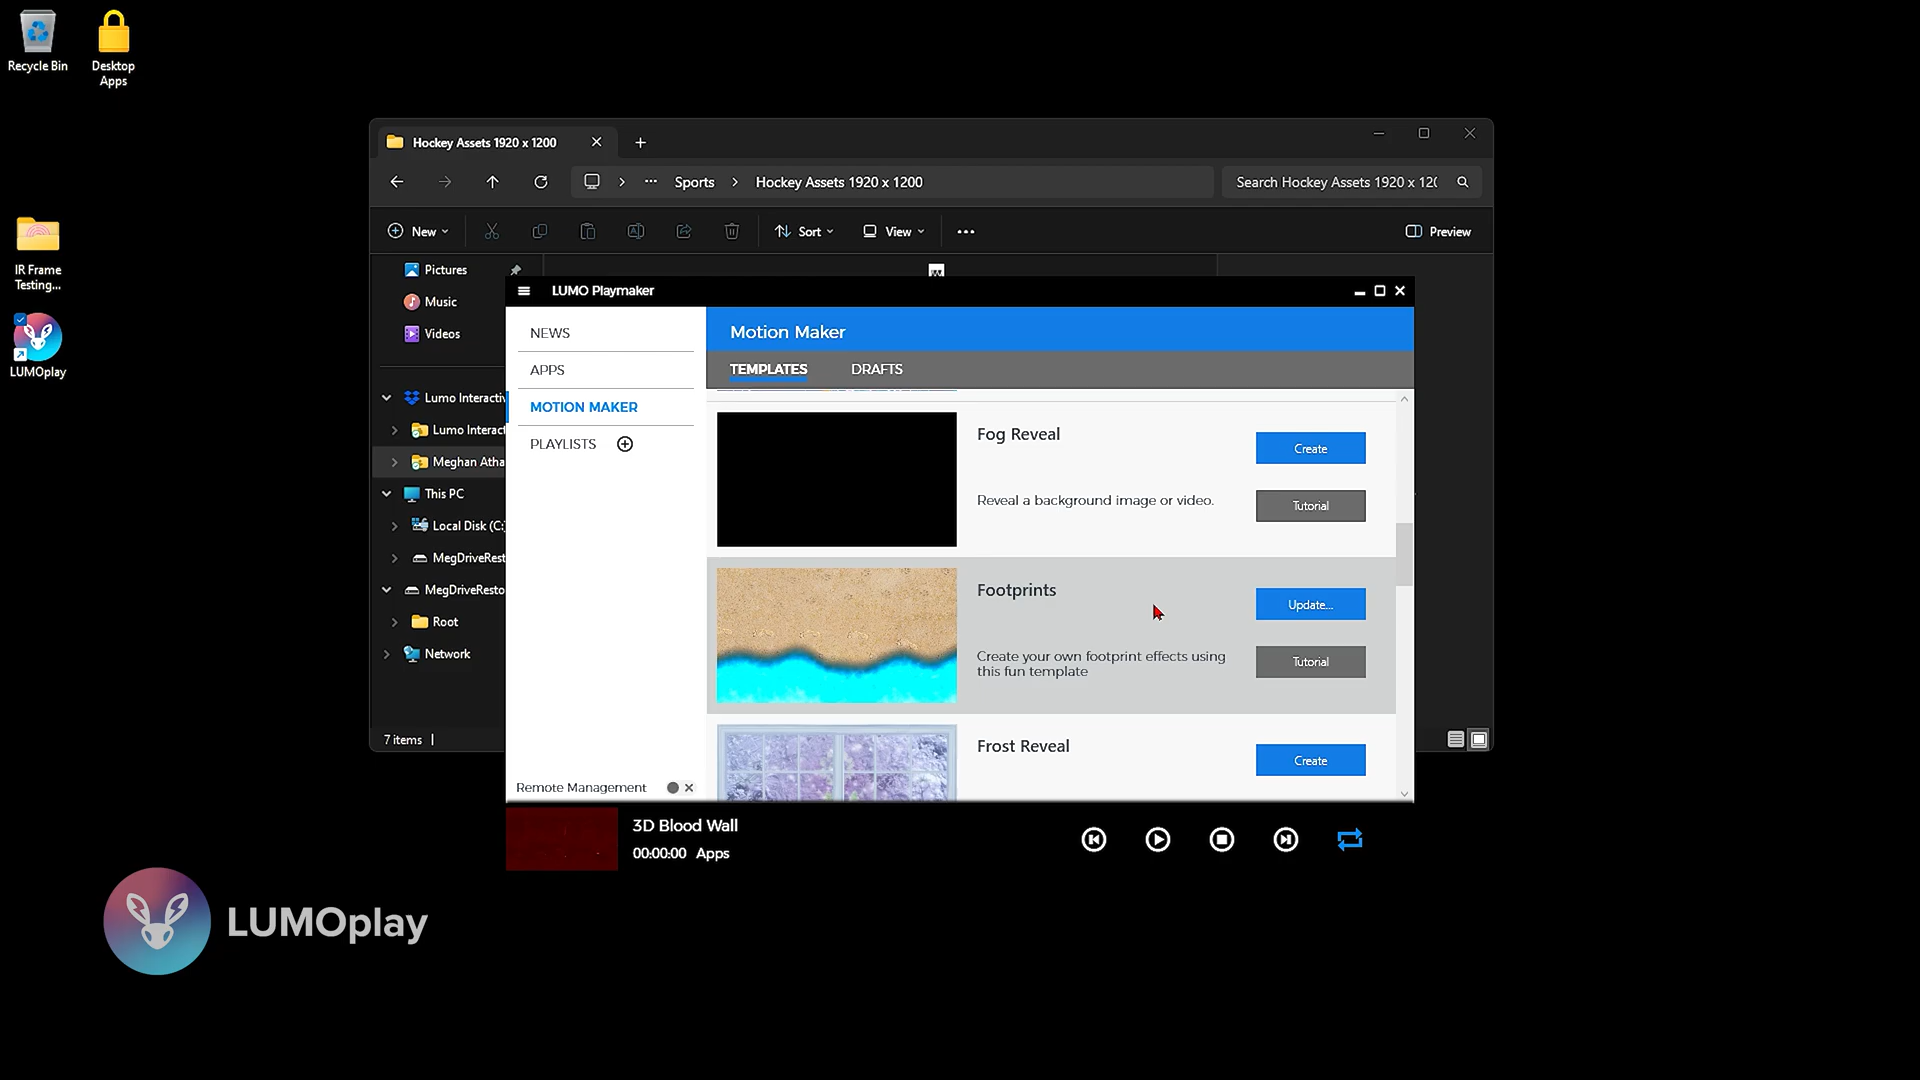 Recycle Bin
Desktop
Apps
IR Frame
Testing...
LUMOplay
Hockey Assets 1920 x 1200
Sports
Hockey Assets 1920 x 1200
Search Hockey Assets 1920 x 120
New
Sort
View
Preview
Pictures
Music
Videos
Lumo Interactiv
Lumo Interact
Meghan Atha
This PC
Local Disk (C:
MegDriveRest
MegDriveResto
Root
Network
7 items
LUMO Playmaker
NEWS
APPS
MOTION MAKER
PLAYLISTS
Remote Management
Motion Maker
TEMPLATES
DRAFTS
Fog Reveal
Reveal a background image or video.
Create
Tutorial
Footprints
Create your own footprint effects using
this fun template
Update...
Tutorial
Frost Reveal
Create
3D Blood Wall
00:00:00 Apps
LUMOplay